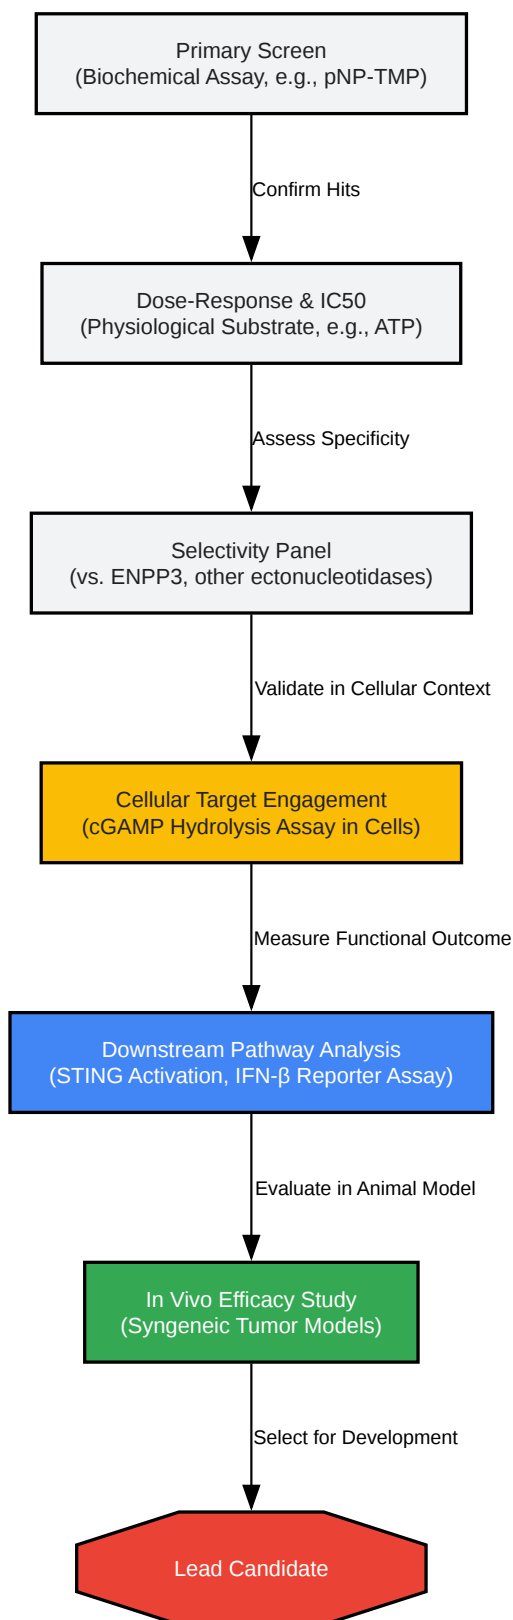 Primary Screen
(Biochemical Assay, e.g., pNP-TMP)
Confirm Hits
Dose-Response & IC50
(Physiological Substrate, e.g., ATP)
Assess Specificity
Selectivity Panel
(vs. ENPP3, other ectonucleotidases)
Validate in Cellular Context
Cellular Target Engagement
(cGAMP Hydrolysis Assay in Cells)
Measure Functional Outcome
Downstream Pathway Analysis
(STING Activation, IFN-β Reporter Assay)
Evaluate in Animal Model
In Vivo Efficacy Study
(Syngeneic Tumor Models)
Select for Development
Lead Candidate